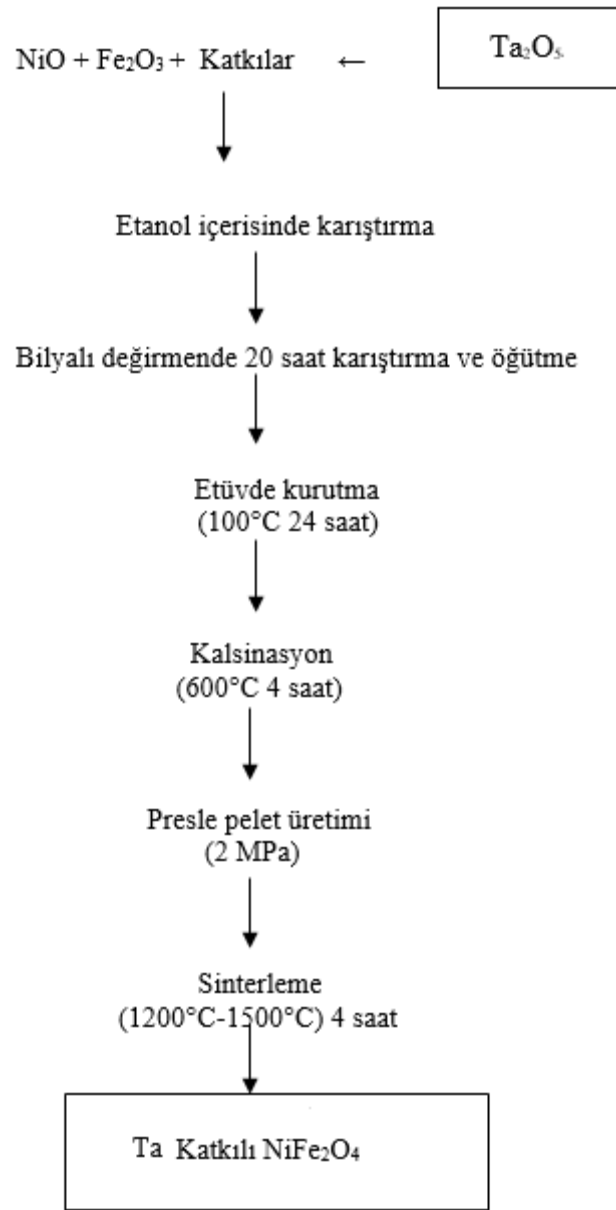 NiO + Fe₂O₃ + Katkılar ← Ta₂O₅
Etanol içerisinde karıştırma
Bilyalı değirmende 20 saat karıştırma ve öğütme
Etüvde kurutma
(100°C 24 saat)
Kalsinasyon
(600°C 4 saat)
Presle pelet üretimi
(2 MPa)
Sinterleme
(1200°C-1500°C) 4 saat
Ta Katkılı NiFe₂O₄